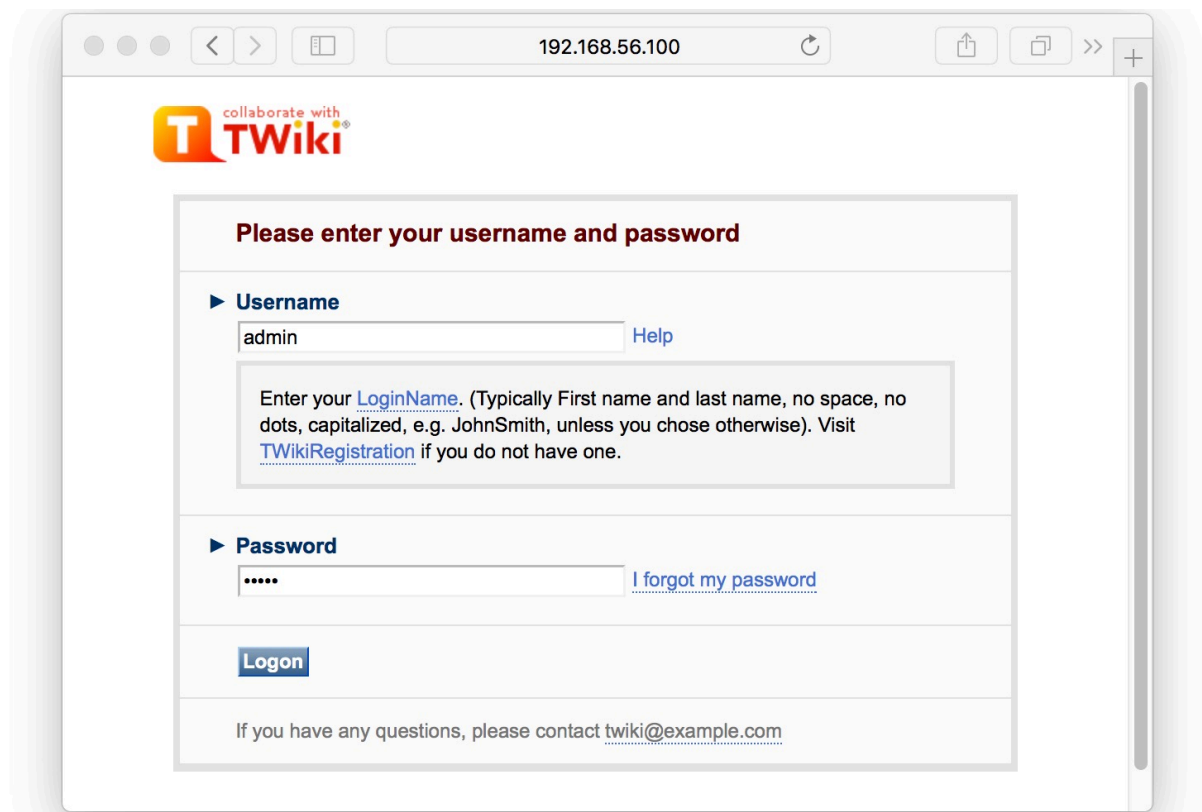 192.168.56.100
collaborate with
TWiki®
Please enter your username and password
Username
admin
Help
Enter your LoginName. (Typically First name and last name, no space, no
dots, capitalized, e.g. JohnSmith, unless you chose otherwise). Visit
TWikiRegistration if you do not have one.
Password
•••••
I forgot my password
Logon
If you have any questions, please contact twiki@example.com